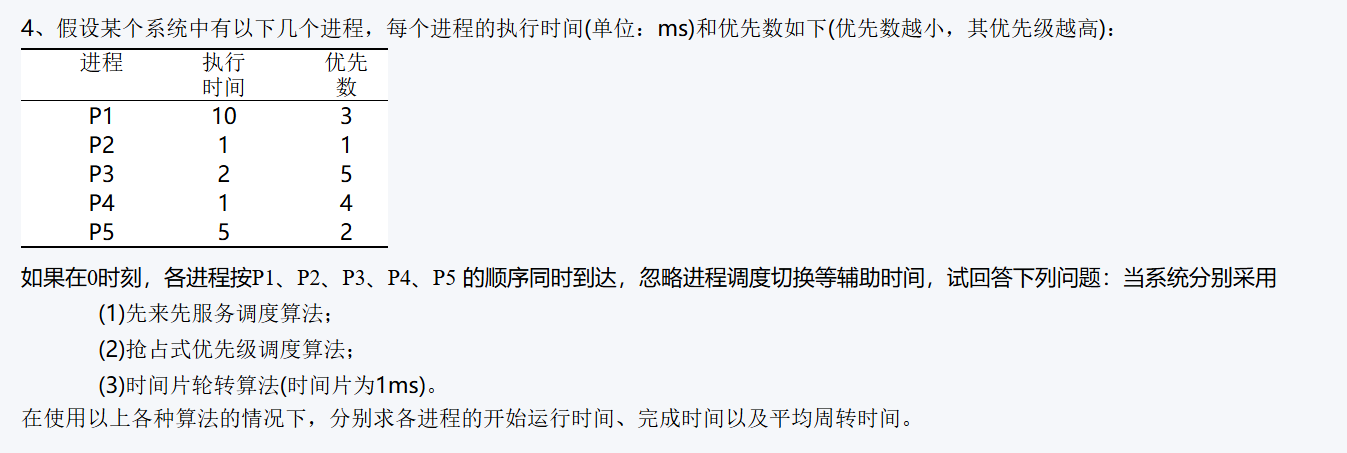 4、假设某个系统中有以下几个进程，每个进程的执行时间(单位：ms)和优先数如下(优先数越小，其优先级越高)：
进程 执行时间 优先数
P1 10 3
P2 1 1
P3 2 5
P4 1 4
P5 5 2
如果在0时刻，各进程按P1、P2、P3、P4、P5 的顺序同时到达，忽略进程调度切换等辅助时间，试回答下列问题：当系统分别采用
(1)先来先服务调度算法；
(2)抢占式优先级调度算法；
(3)时间片轮转算法(时间片为1ms)。
在使用以上各种算法的情况下，分别求各进程的开始运行时间、完成时间以及平均周转时间。